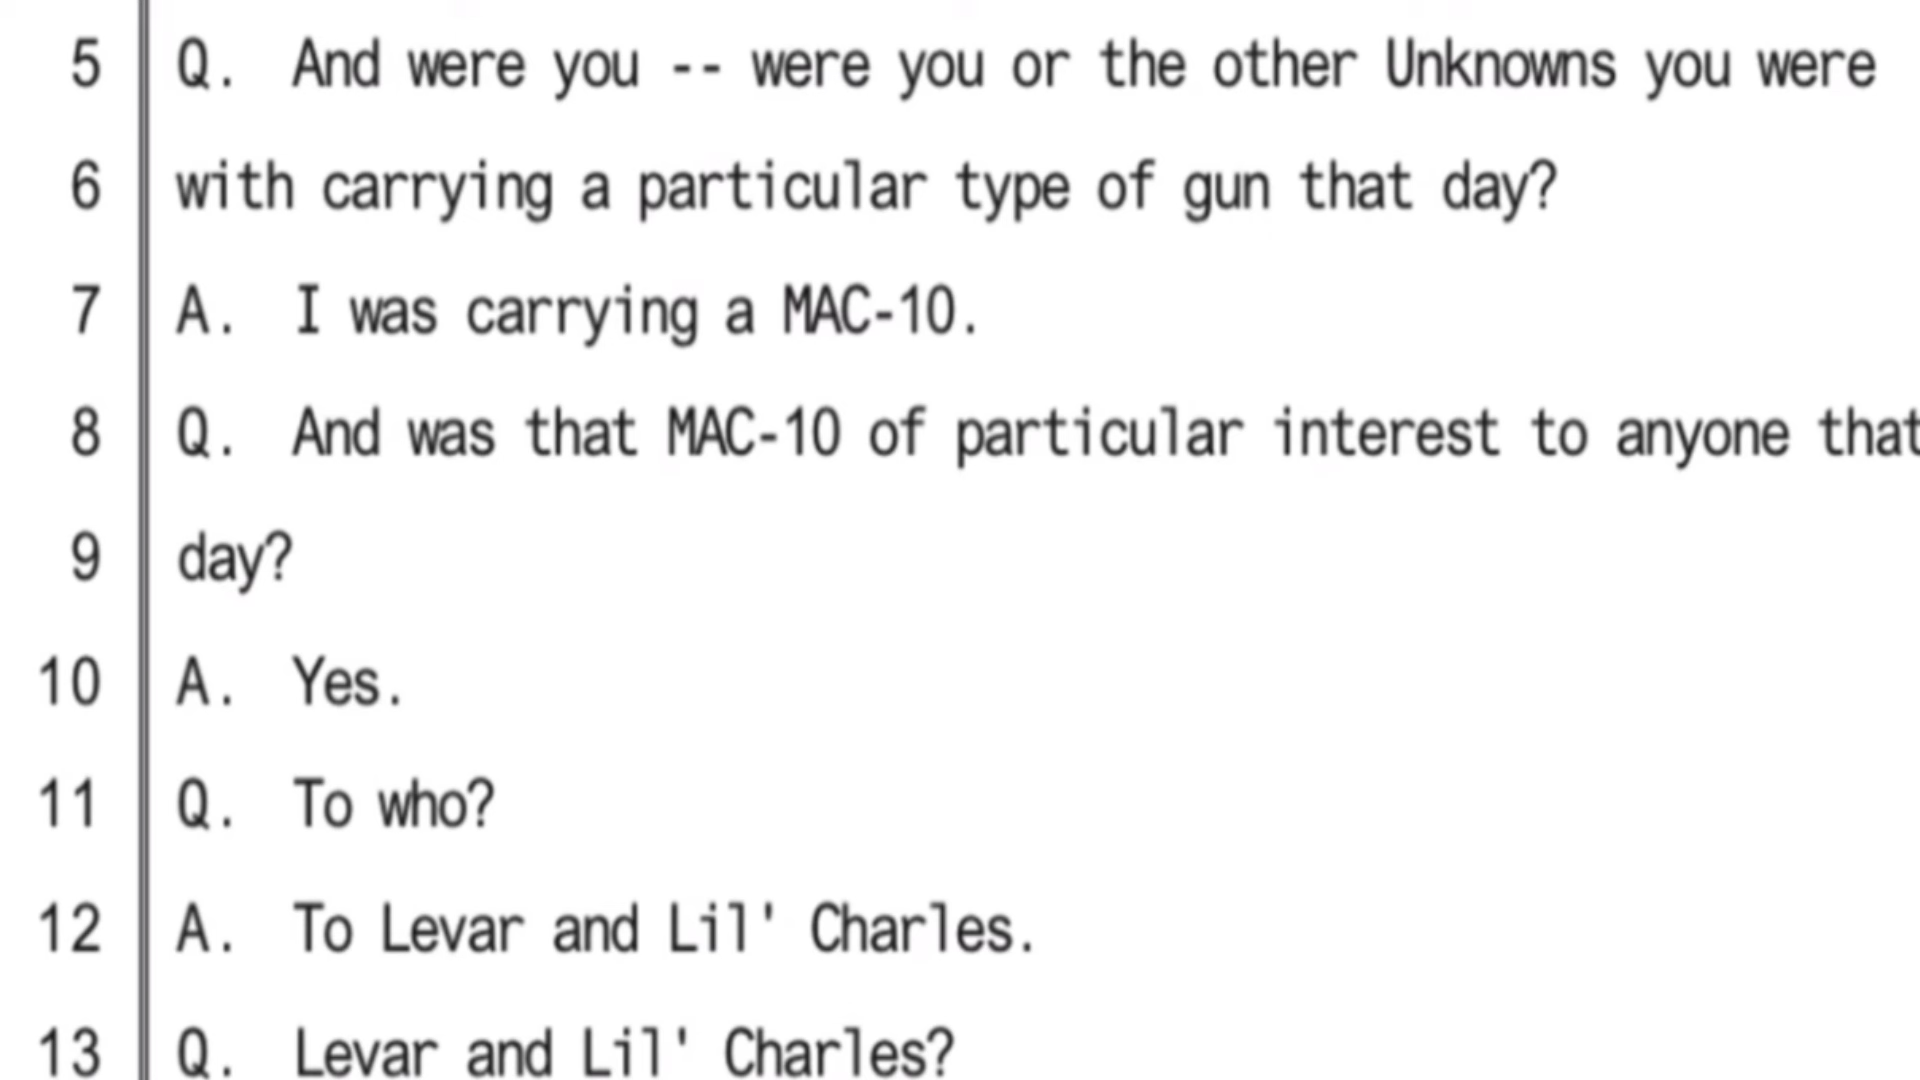 5 Q. And were you -- were you or the other Unknowns you were
6 with carrying a particular type of gun that day?
7 A. I was carrying a MAC-10.
8 Q. And was that MAC-10 of particular interest to anyone that
9 day?
10 A. Yes.
11 Q. To who?
12 A. To Levar and Lil' Charles.
13 Q. Levar and Lil' Charles?